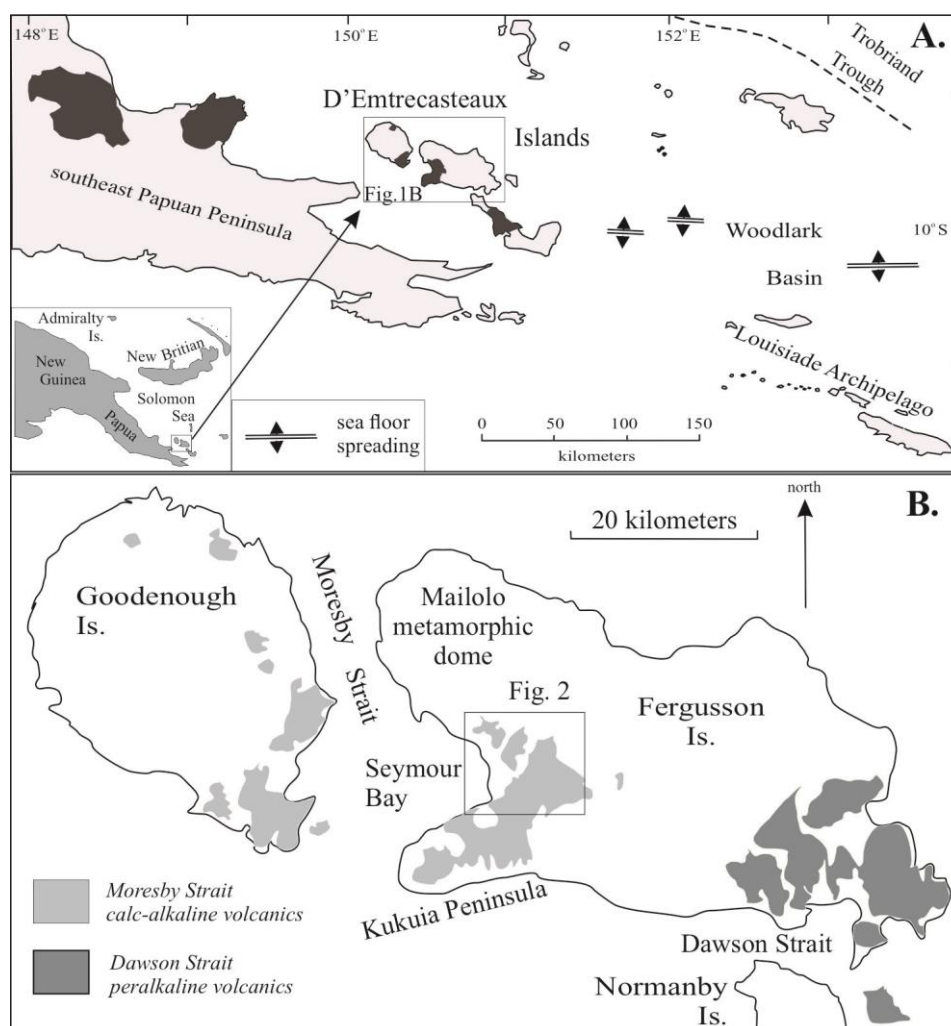 148°E
150°E
152°E
A.
Trobriand
Trough
D'Emtrecasteaux
Islands
Fig.1B
southeast Papuan Peninsula
Woodlark
Basin
10°S
Louisiade Archipelago
Admiralty
Is.
New Britian
New
Guinea
Solomon
Sea
Papua
1
sea floor
spreading
0 50 100 150
kilometers
B.
north
20 kilometers
Goodenough
Is.
Moresby
Strait
Mailolo
metamorphic
dome
Fig. 2
Fergusson
Is.
Seymour
Bay
Kukuia Peninsula
Dawson Strait
Normanby
Is.
Moresby Strait
calc-alkaline volcanics
Dawson Strait
peralkaline volcanics